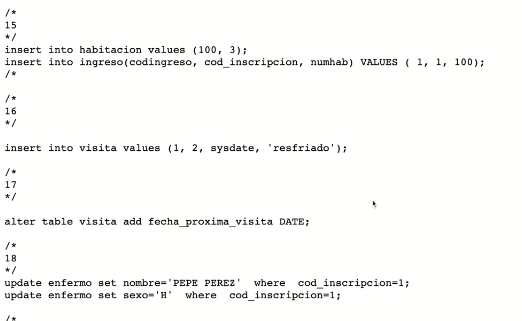 /*
15
*/
insert into habitacion values (100, 3);
insert into ingreso(codingreso, cod_inscripcion, numhab) VALUES ( 1, 1, 100);
/*
/*
16
*/
insert into visita values (1, 2, sysdate, 'resfriado');
/*
17
*/
alter table visita add fecha_proxima_visita DATE;
/*
18
*/
update enfermo set nombre='PEPE PEREZ'  where  cod_inscripcion=1;
update enfermo set sexo='H'  where  cod_inscripcion=1;
/*